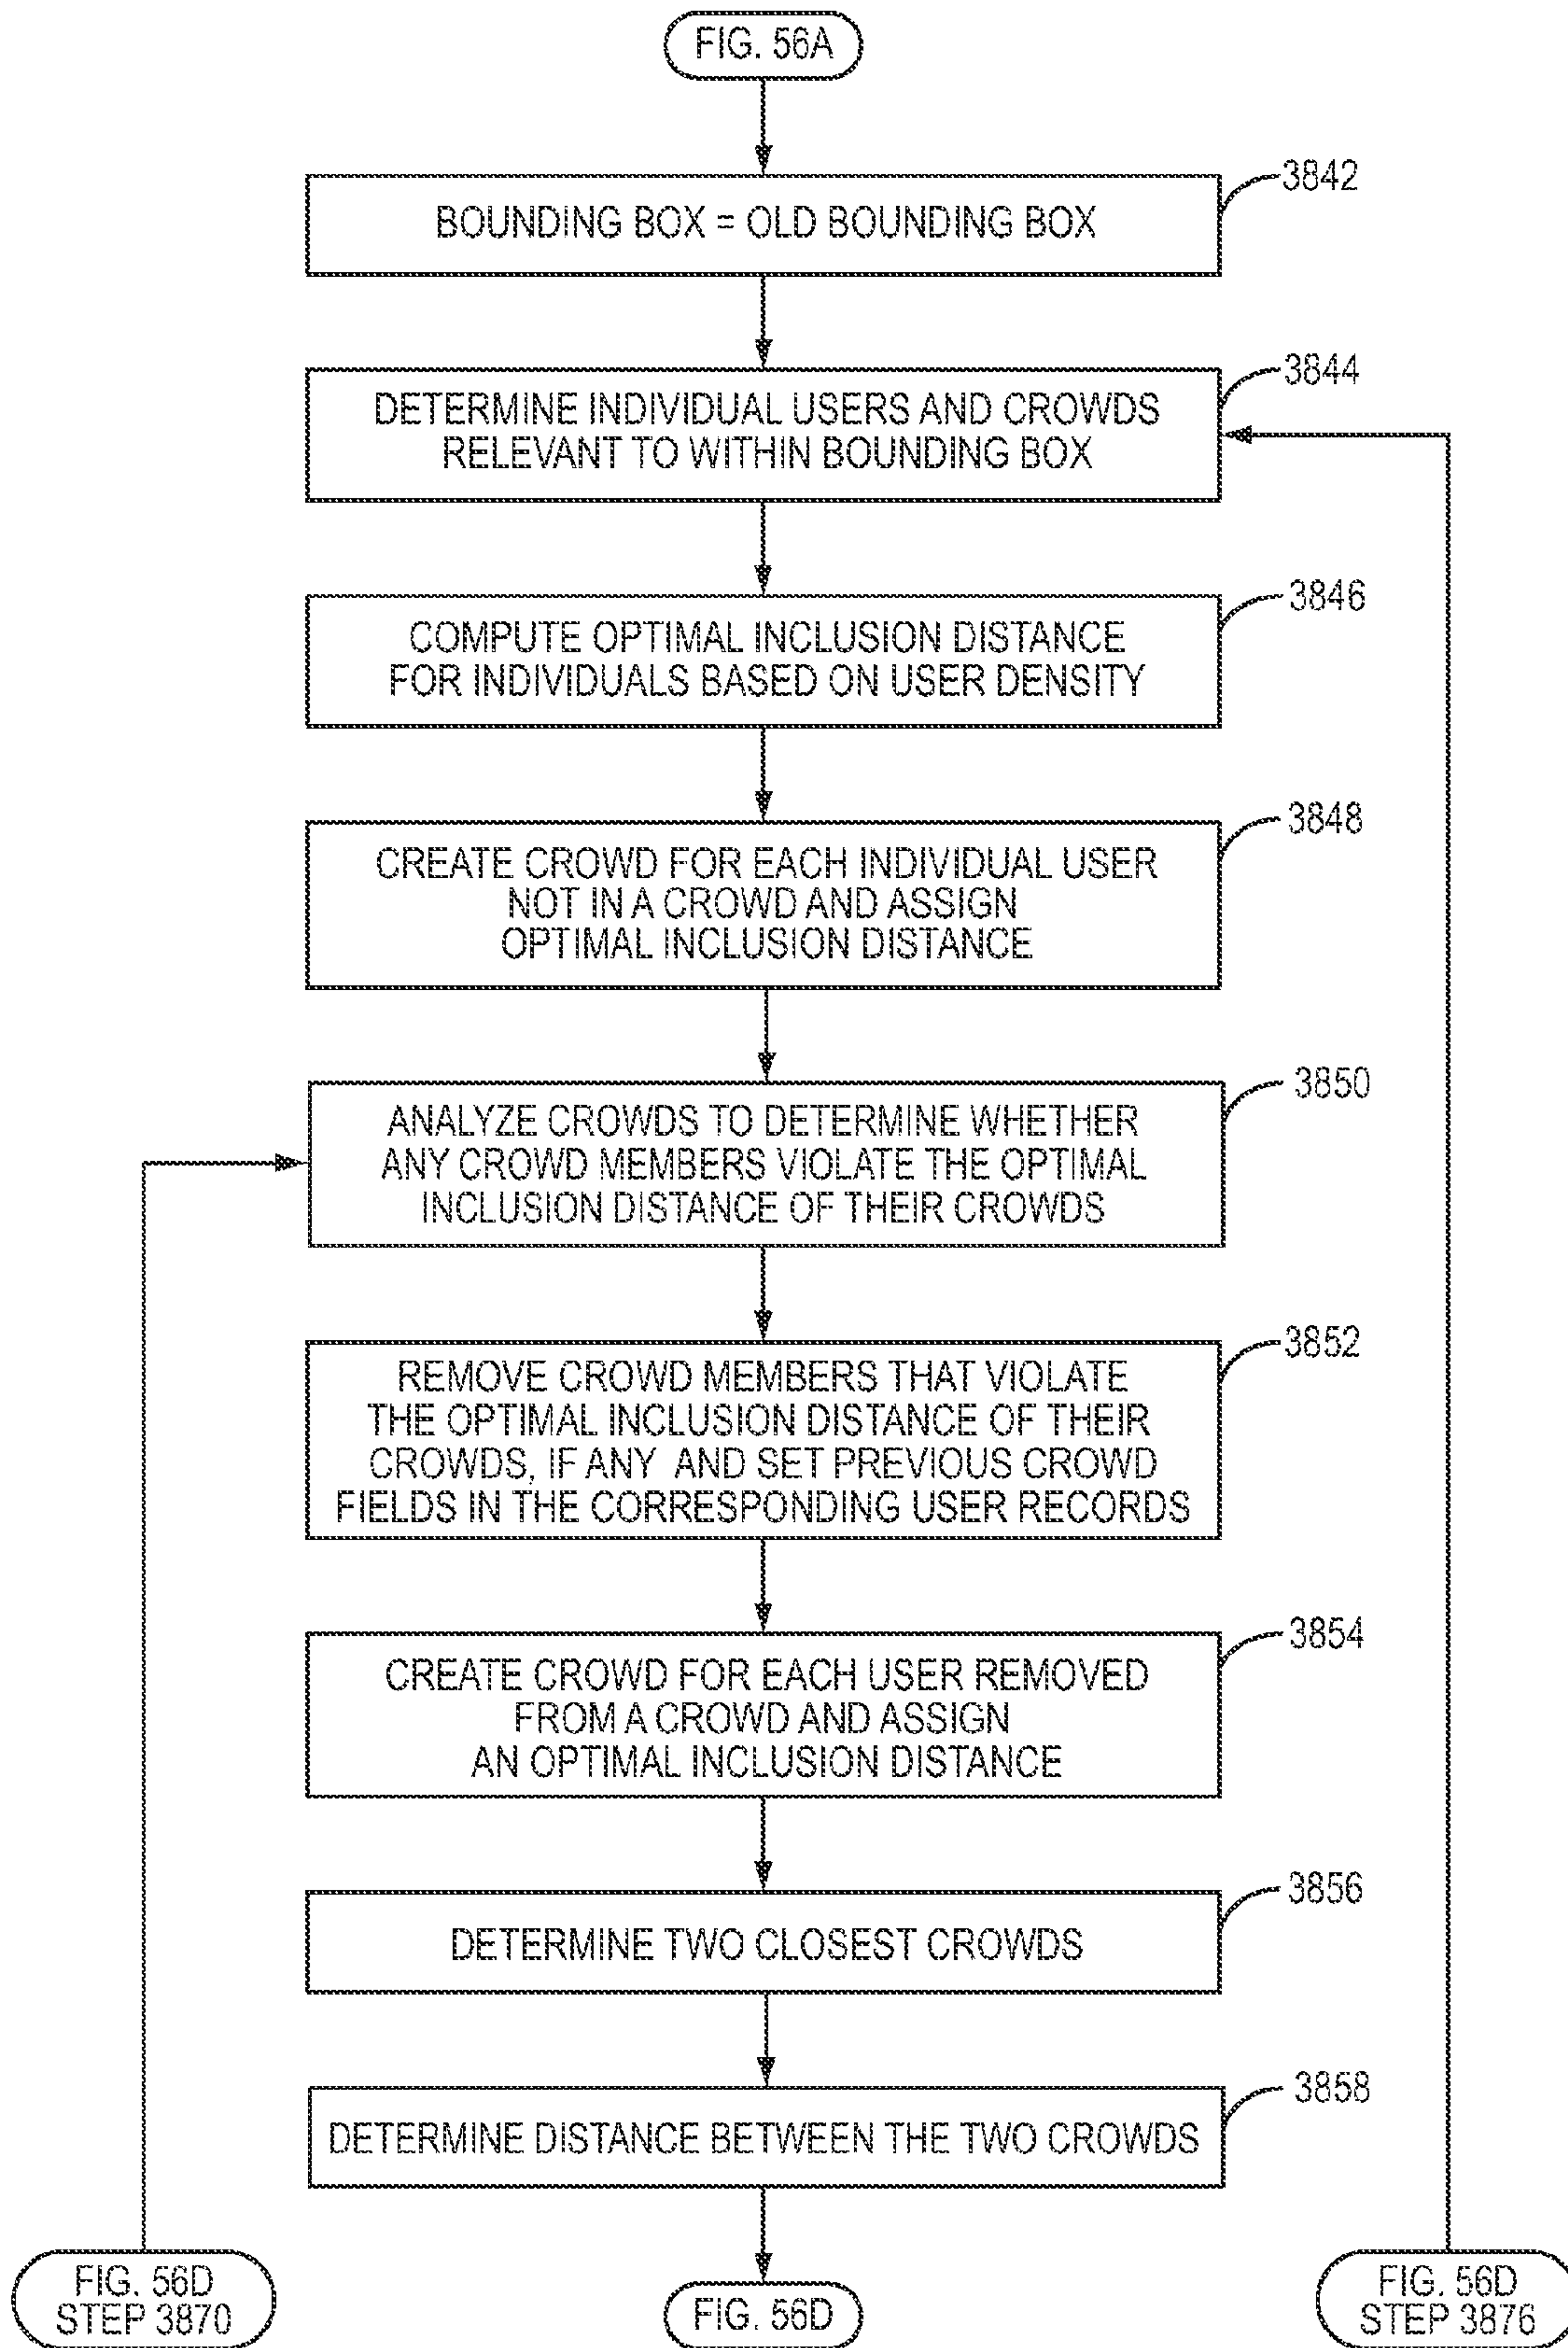 FIG. 56A
3842
BOUNDING BOX = OLD BOUNDING BOX
3844
DETERMINE INDIVIDUAL USERS AND CROWDS
RELEVANT TO WITHIN BOUNDING BOX
3846
COMPUTE OPTIMAL INCLUSION DISTANCE
FOR INDIVIDUALS BASED ON USER DENSITY
3848
CREATE CROWD FOR EACH INDIVIDUAL USER
NOT IN A CROWD AND ASSIGN
OPTIMAL INCLUSION DISTANCE
3850
ANALYZE CROWDS TO DETERMINE WHETHER
ANY CROWD MEMBERS VIOLATE THE OPTIMAL
INCLUSION DISTANCE OF THEIR CROWDS
3852
REMOVE CROWD MEMBERS THAT VIOLATE
THE OPTIMAL INCLUSION DISTANCE OF THEIR
CROWDS, IF ANY AND SET PREVIOUS CROWD
FIELDS IN THE CORRESPONDING USER RECORDS
3854
CREATE CROWD FOR EACH USER REMOVED
FROM A CROWD AND ASSIGN
AN OPTIMAL INCLUSION DISTANCE
3856
DETERMINE TWO CLOSEST CROWDS
3858
DETERMINE DISTANCE BETWEEN THE TWO CROWDS
FIG. 56D
STEP 3870
FIG. 56D
FIG. 56D
STEP 3876